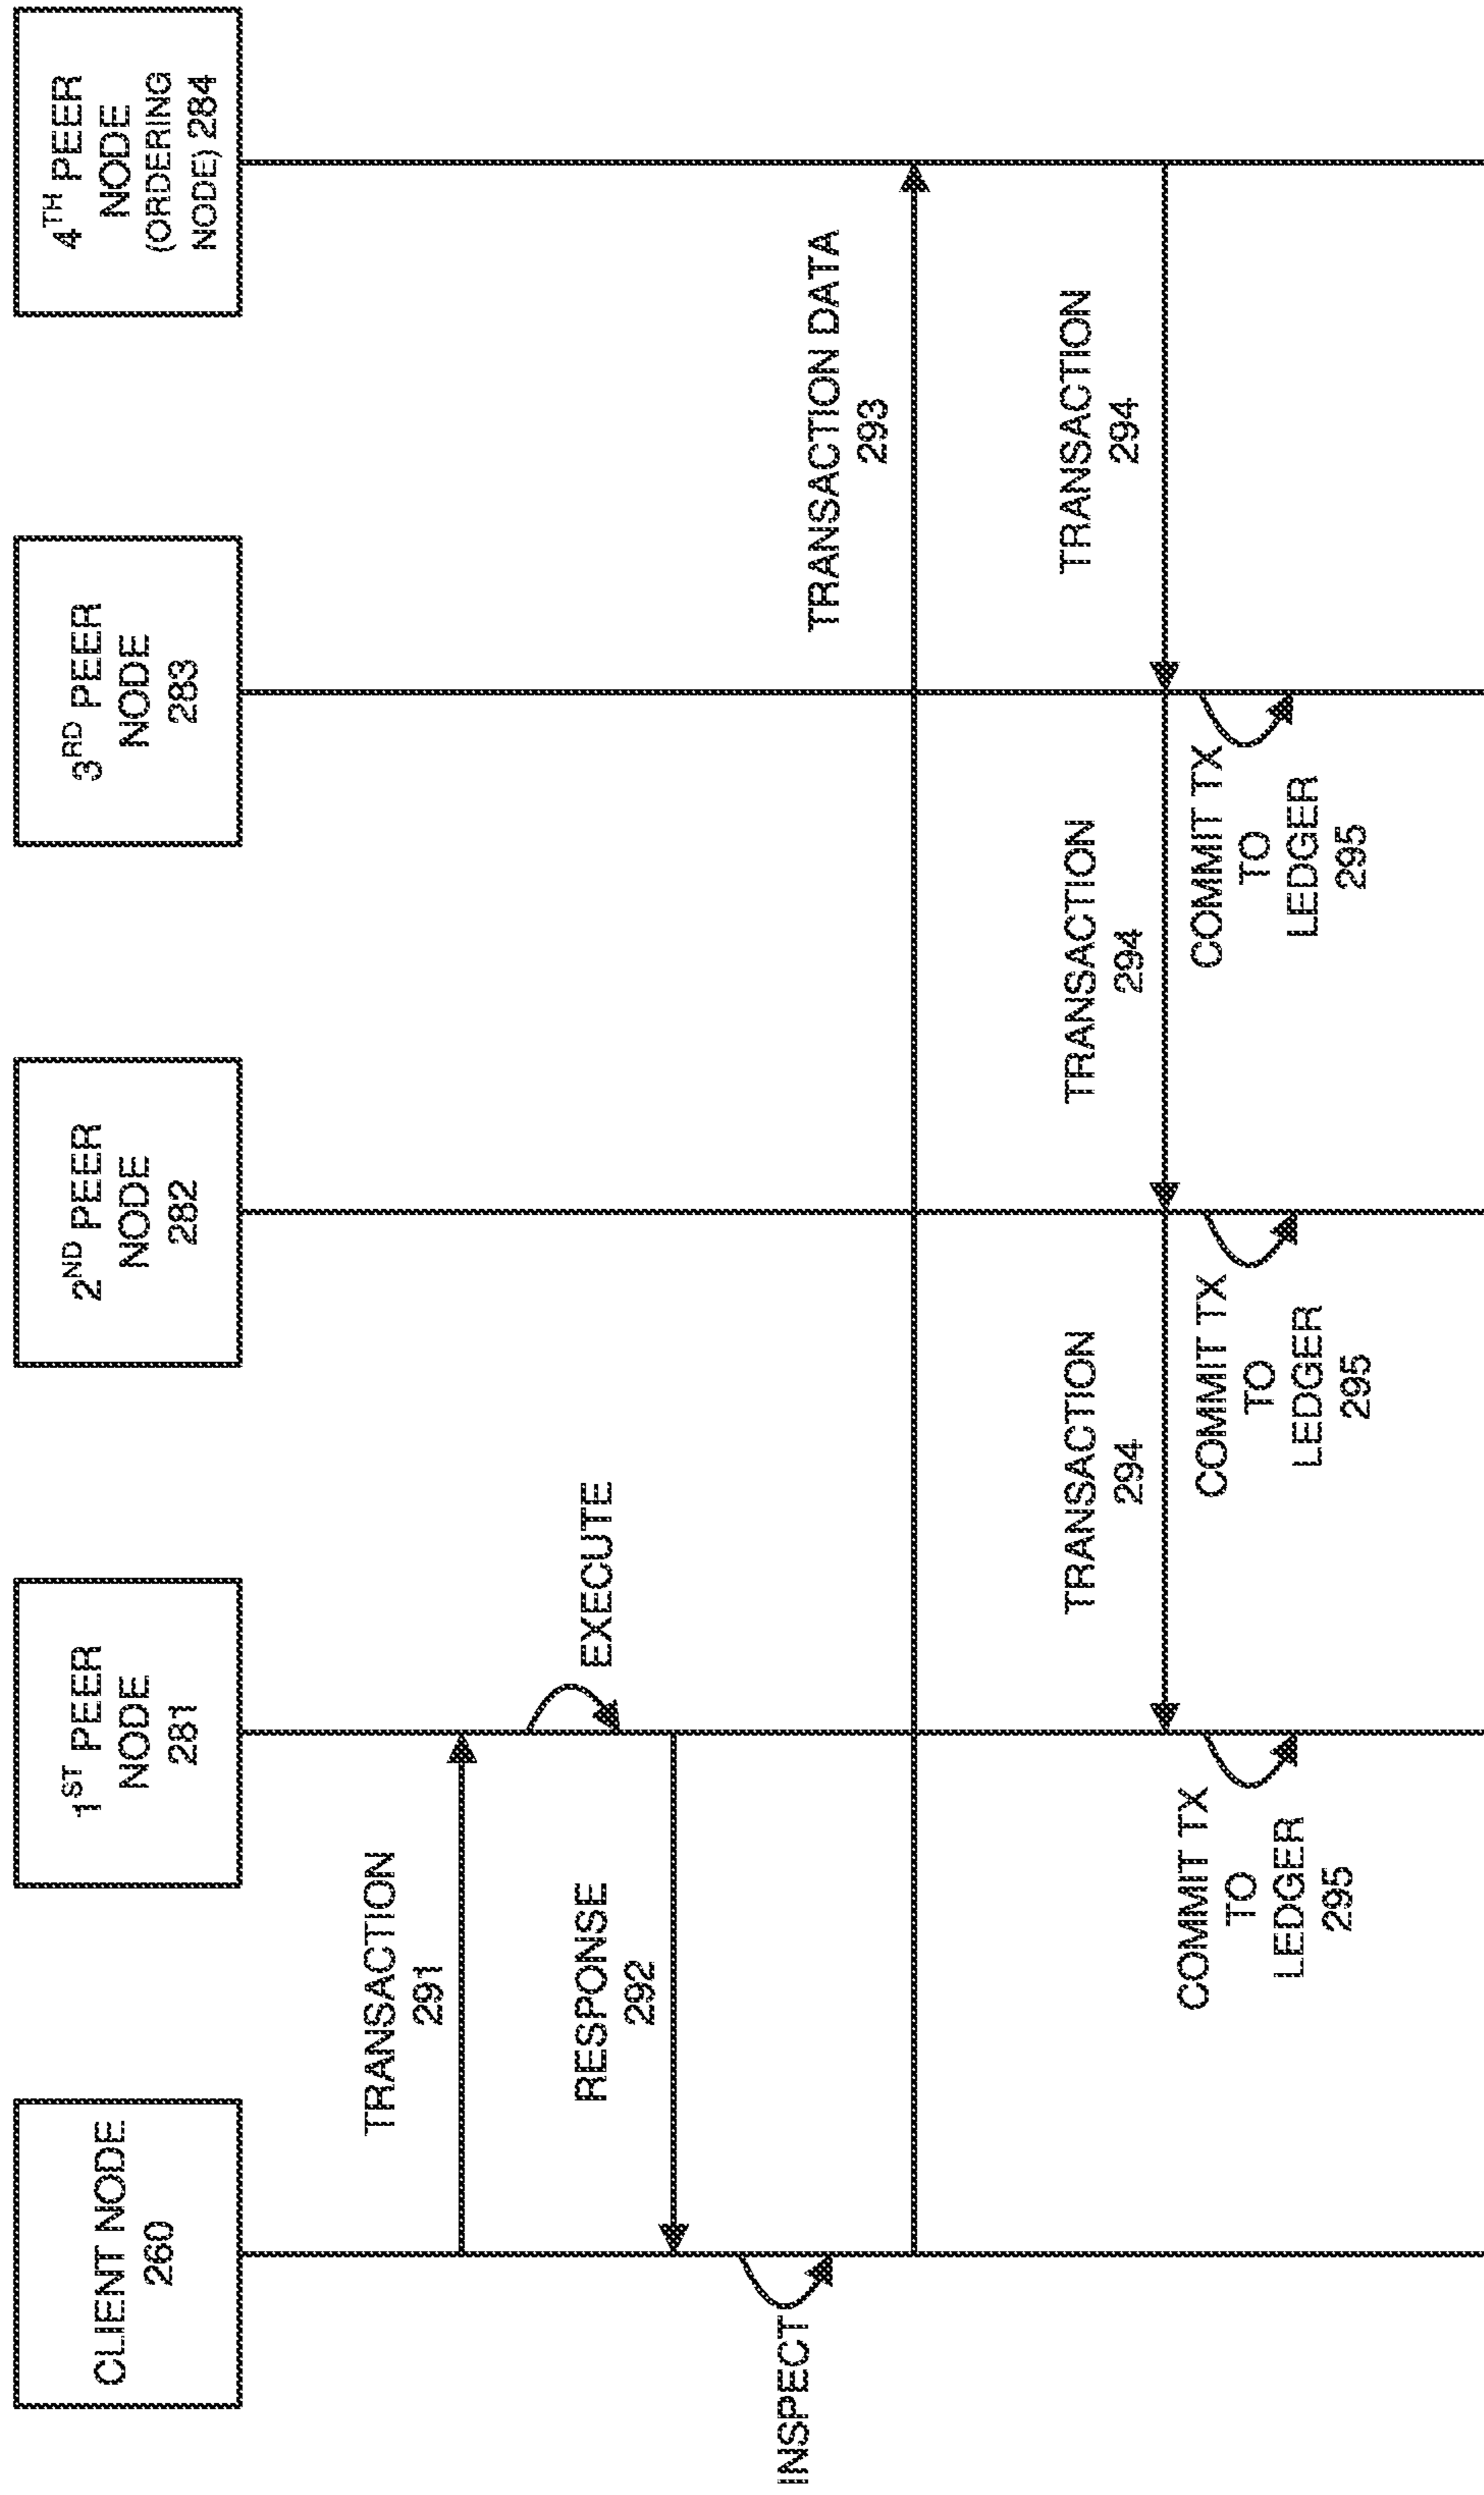 CLIENT NODE
260
1ST PEER
NODE
281
2ND PEER
NODE
282
3RD PEER
NODE
283
4TH PEER
NODE
(ORDERING
NODE) 284
TRANSACTION
291
EXECUTE
RESPONSE
292
INSPECT
TRANSACTION DATA
293
TRANSACTION
294
TRANSACTION
294
TRANSACTION
294
COMMIT TX
TO
LEDGER
295
COMMIT TX
TO
LEDGER
295
COMMIT TX
TO
LEDGER
295